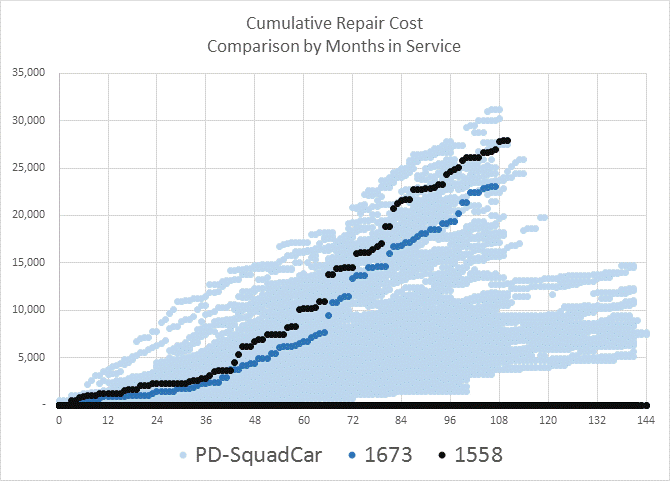 Cumulative Repair Cost
Comparison by Months in Service
35,000
30,000
25,000
20,000
15,000
10,000
5,000
-
0 12 24 36 48 60 72 84 96 108 120 132 144
PD-SquadCar 1673 1558